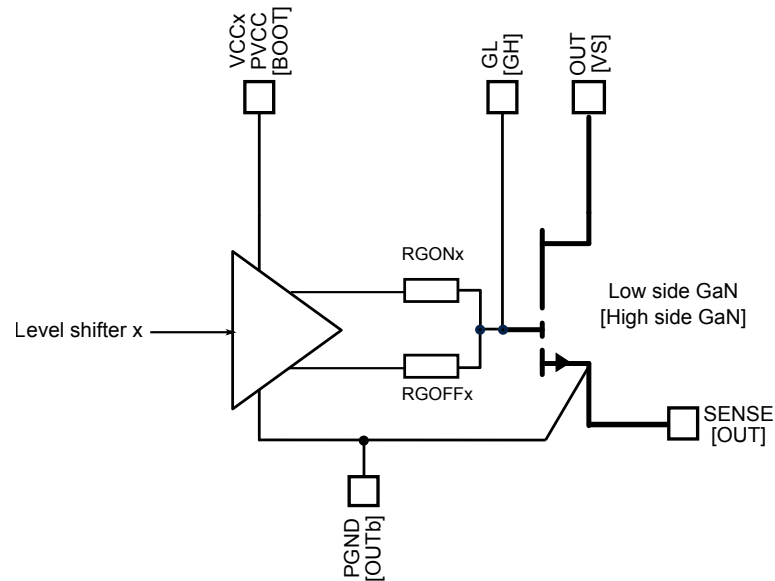 VCCx
PVCC
[BOOT]
GL
[GH]
OUT
[VS]
RGONx
Low side GaN
[High side GaN]
Level shifter x
RGOFFx
SENSE
[OUT]
PGND
[OUTb]